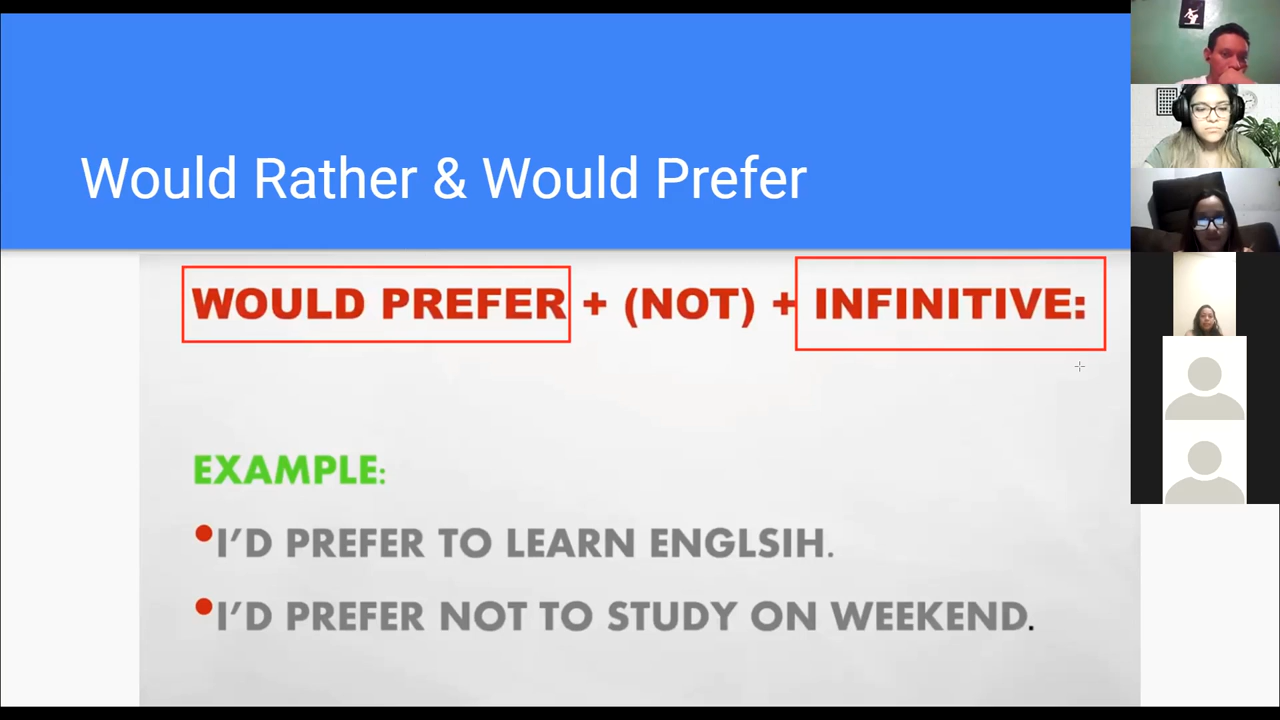 Would Rather & Would Prefer
WOULD PREFER + (NOT) + INFINITIVE:
EXAMPLE:
•I'D PREFER TO LEARN ENGLSIH.
•I'D PREFER NOT TO STUDY ON WEEKEND.